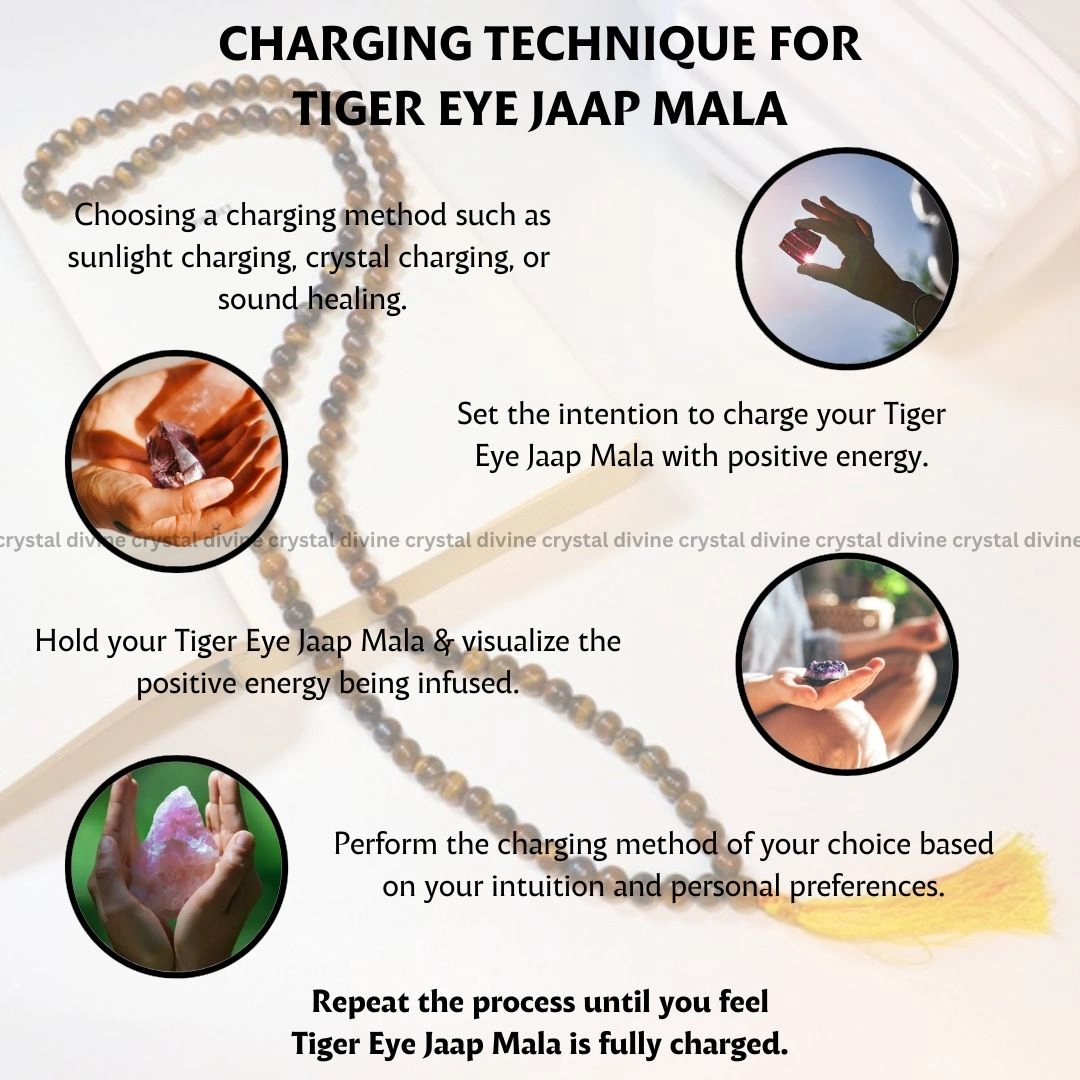 CHARGING TECHNIQUE FOR
TIGER EYE JAAP MALA
Choosing a charging method such as
sunlight charging, crystal charging, or
sound healing.
Set the intention to charge your Tiger
Eye Jaap Mala with positive energy.
crystal divine crystal divine crystal divine crystal divine crystal divine crystal divine crystal divine crystal divine
Hold your Tiger Eye Jaap Mala & visualize the
positive energy being infused.
Perform the charging method of your choice based
on your intuition and personal preferences.
Repeat the process until you feel
Tiger Eye Jaap Mala is fully charged.